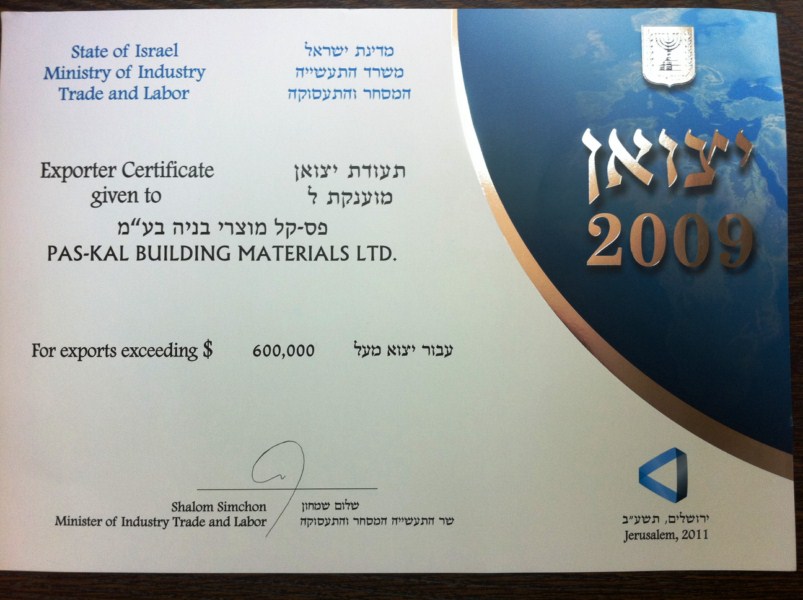 State of Israel
Ministry of Industry
Trade and Labor
מדינת ישראל
משרד התעשייה
המסחר והתעסוקה
יצואן
2009
Exporter Certificate
given to
תעודת יצואן
מוענקת ל
פס-קל מוצרי בניה בע"מ
PAS-KAL BUILDING MATERIALS LTD.
For exports exceeding $ 600,000 עבור יצוא מעל
Shalom Simchon
Minister of Industry Trade and Labor
שלום שמחון
שר התעשייה המסחר והתעסוקה
ירושלים, תשע"ב
Jerusalem, 2011